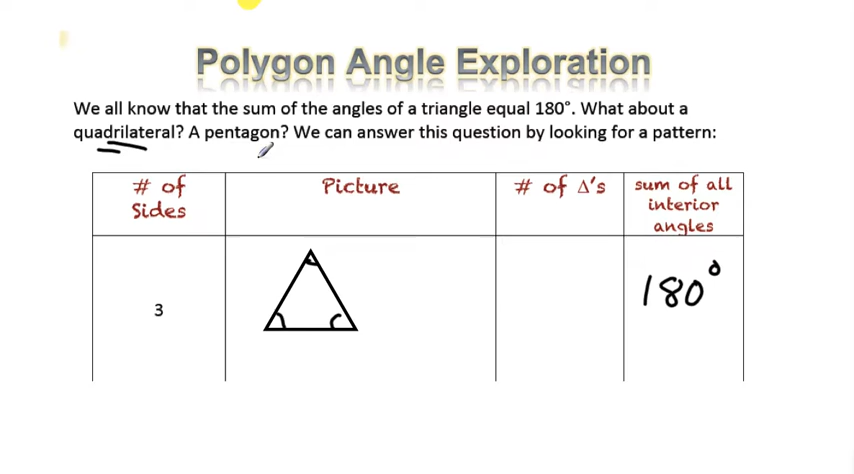 Polygon Angle Exploration
We all know that the sum of the angles of a triangle equal 180°. What about a
quadrilateral? A pentagon? We can answer this question by looking for a pattern:
# of
Sides
Picture
# of Δ's
sum of all
interior
angles
3
180°